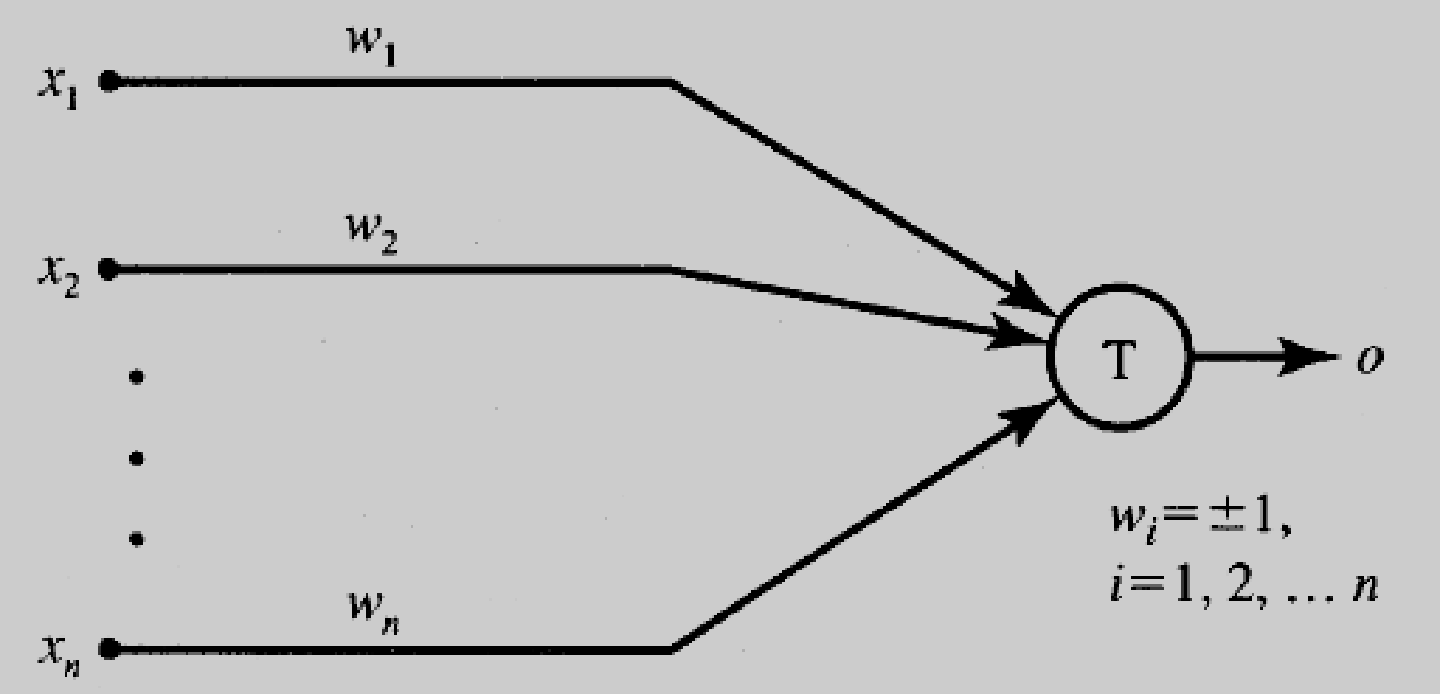 w₁
x₁
w₂
x₂
T
o
wᵢ=±1,
i=1, 2, … n
wₙ
xₙ